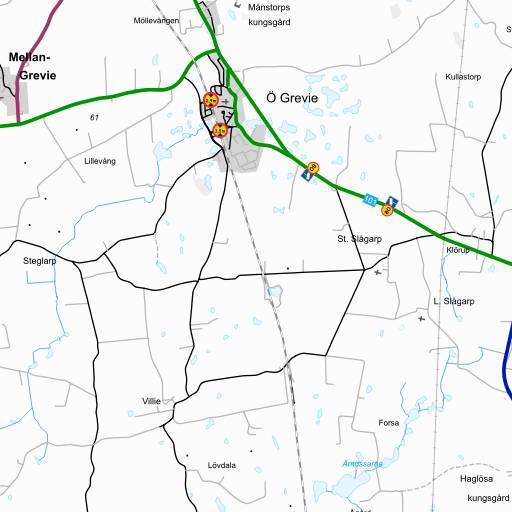 Månstorps
kungsgård
Möllevången
Mellan-
Grevie
Kullastorp
Ö Grevie
61
Lillevång
101
St. Slågarp
Klörup
Steglarp
L. Slågarp
Villie
Forsa
Lövdala
Ämossarna
Haglösa
kungsgård